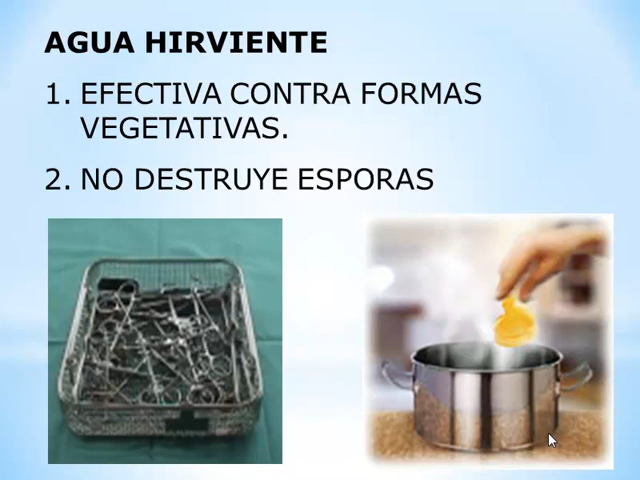 AGUA HIRVIENTE
1. EFECTIVA CONTRA FORMAS
VEGETATIVAS.
2. NO DESTRUYE ESPORAS